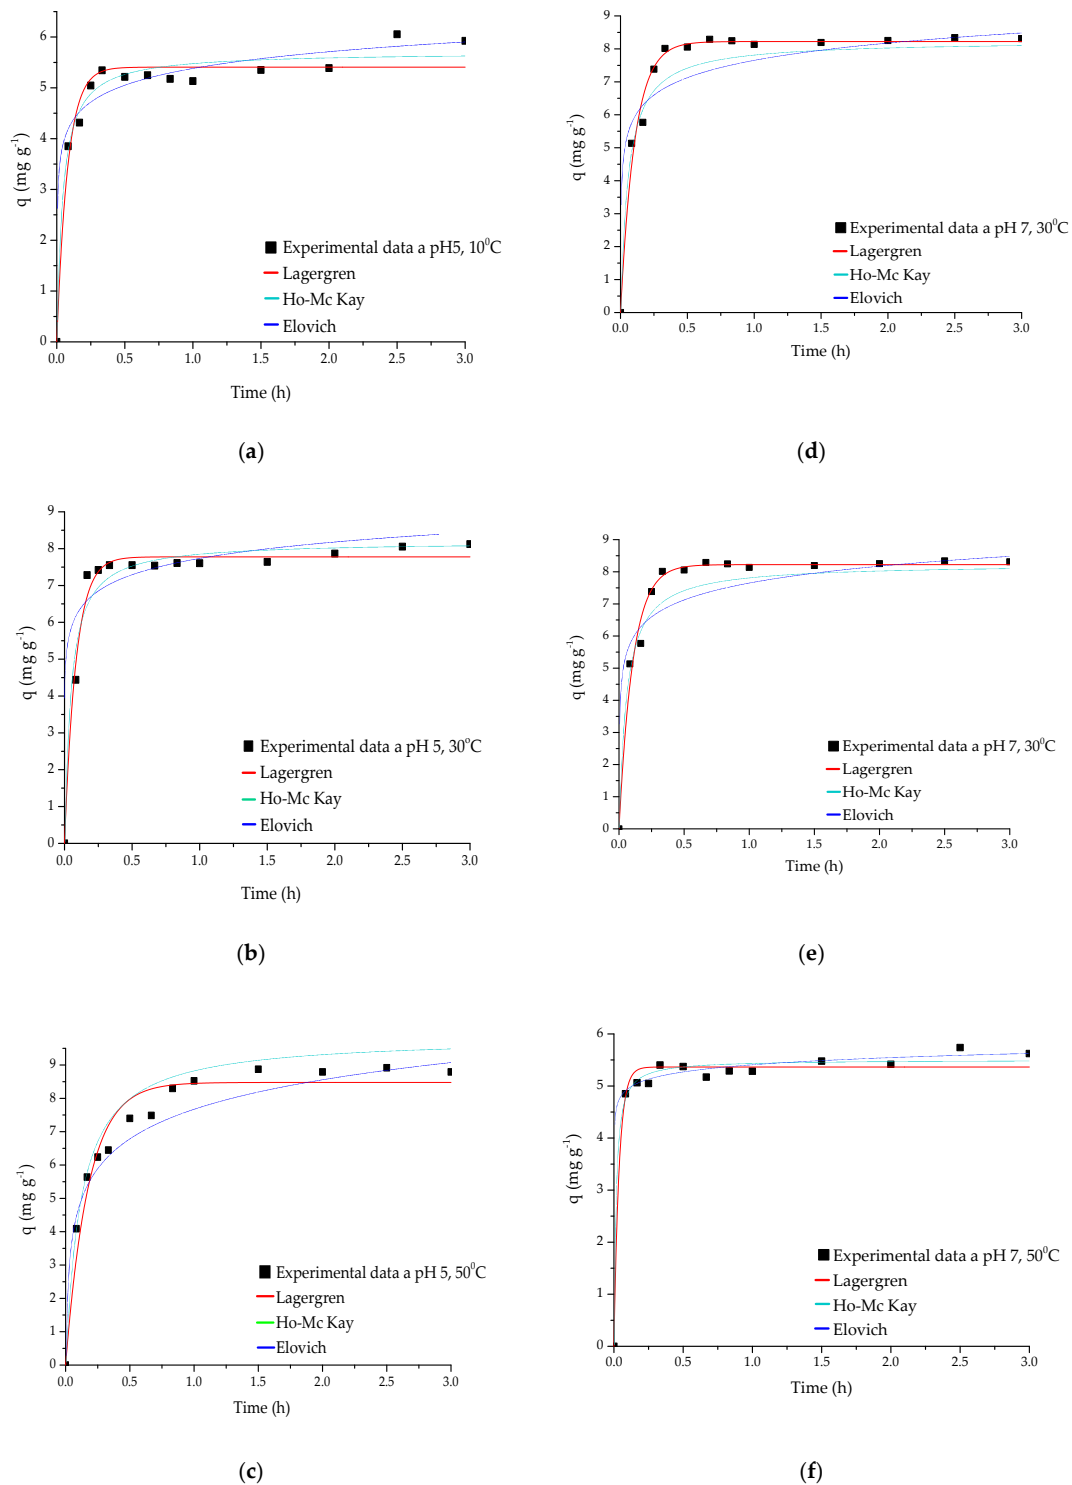 6
5
4
3
2
1
0
q (mg g⁻¹)
Experimental data a pH5, 10⁰C
Lagergren
Ho-Mc Kay
Elovich
0.0 0.5 1.0 1.5 2.0 2.5 3.0
Time (h)
(a)
9
8
7
6
5
4
3
2
1
0
q (mg g⁻¹)
Experimental data a pH 7, 30⁰C
Lagergren
Ho-Mc Kay
Elovich
0.0 0.5 1.0 1.5 2.0 2.5 3.0
Time (h)
(d)
9
8
7
6
5
4
3
2
1
0
q (mg g⁻¹)
Experimental data a pH 5, 30°C
Lagergren
Ho-Mc Kay
Elovich
0.0 0.5 1.0 1.5 2.0 2.5 3.0
Time (h)
(b)
9
8
7
6
5
4
3
2
1
0
q (mg g⁻¹)
Experimental data a pH 7, 30⁰C
Lagergren
Ho-Mc Kay
Elovich
0.0 0.5 1.0 1.5 2.0 2.5 3.0
Time (h)
(e)
9
8
7
6
5
4
3
2
1
0
q (mg g⁻¹)
Experimental data a pH 5, 50⁰C
Lagergren
Ho-Mc Kay
Elovich
0.0 0.5 1.0 1.5 2.0 2.5 3.0
Time (h)
(c)
6
5
4
3
2
1
0
q (mg g⁻¹)
Experimental data a pH 7, 50⁰C
Lagergren
Ho-Mc Kay
Elovich
0.0 0.5 1.0 1.5 2.0 2.5 3.0
Time (h)
(f)